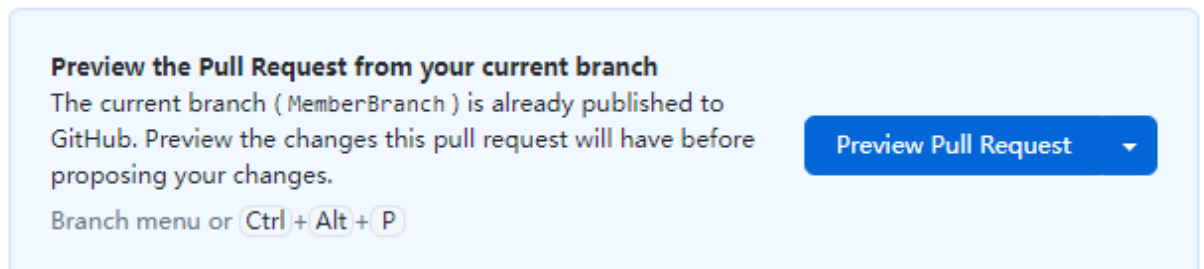 Preview the Pull Request from your current branch
The current branch (MemberBranch) is already published to
GitHub. Preview the changes this pull request will have before
proposing your changes.
Preview Pull Request
Branch menu or Ctrl+Alt+P